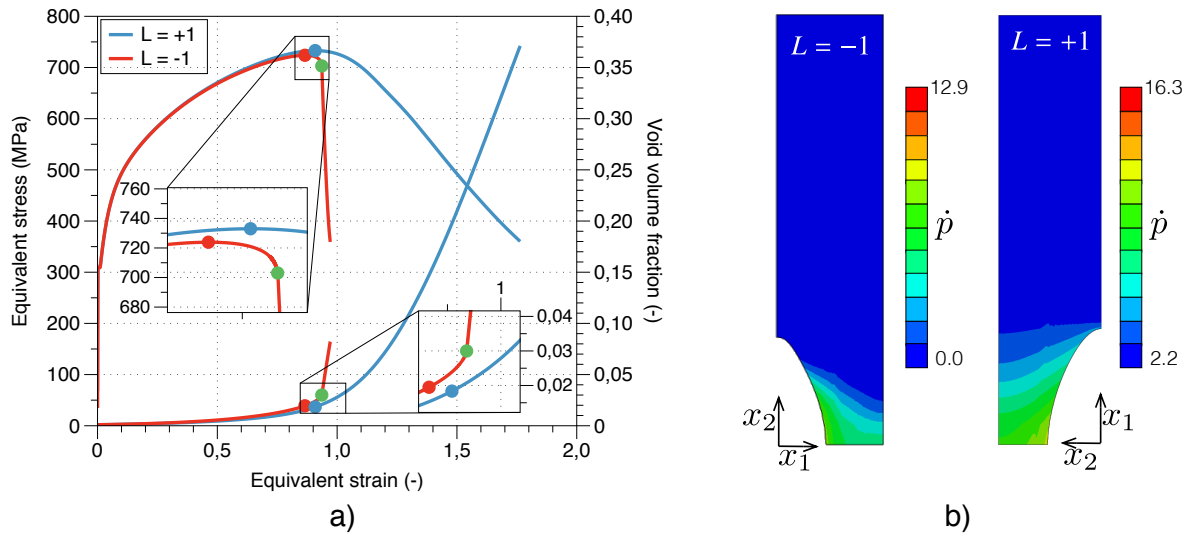 L = +1
L = -1
800
700
600
500
400
300
200
100
0
Equivalent stress (MPa)
0,40
0,35
0,30
0,25
0,20
0,15
0,10
0,05
0,00
Void volume fraction (-)
0
0,5
1,0
1,5
2,0
Equivalent strain (-)
760
740
720
700
680
1
0,04
0,03
0,02
a)
L = −1
12.9
ṗ
0.0
x2
x1
L = +1
16.3
ṗ
2.2
x1
x2
b)